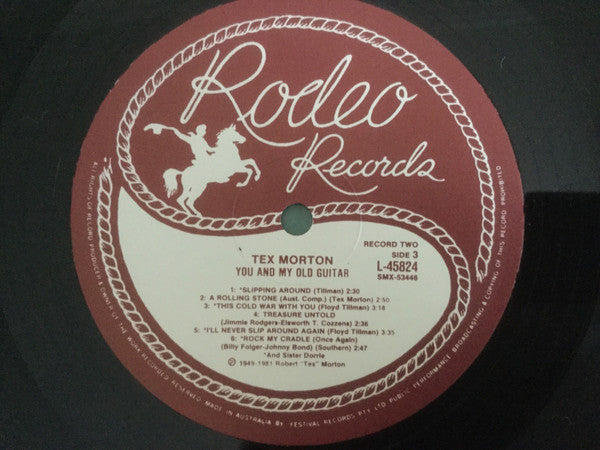 Rodeo
Records
RECORD TWO
TEX MORTON
SIDE 3
YOU AND MY OLD GUITAR
L-45824
SMX-53446
1: *SLIPPING AROUND (Tillman) 2:30
2: A ROLLING STONE (Aust. Comp.) (Tex Morton) 2:50
3: *THIS COLD WAR WITH YOU (Floyd Tillman) 3:18
4: TREASURE UNTOLD
(Jimmie Rodgers-Elsworth T. Cozzens) 2:36
5: *I'LL NEVER SLIP AROUND AGAIN (Floyd Tillman) 3:35
6: *ROCK MY CRADLE (Once Again)
(Billy Folger-Johnny Bond) (Southern) 2:47
*And Sister Dorrie
℗ 1949-1981 Robert "Tex" Morton
ALL RIGHTS OF RECORD PRODUCER & OWNER OF THE WORK RECORDED RESERVED. MADE IN AUSTRALIA BY FESTIVAL RECORDS PTY. LTD. PUBLIC PERFORMANCE, BROADCASTING & COPYING OF THIS RECORD PROHIBITED